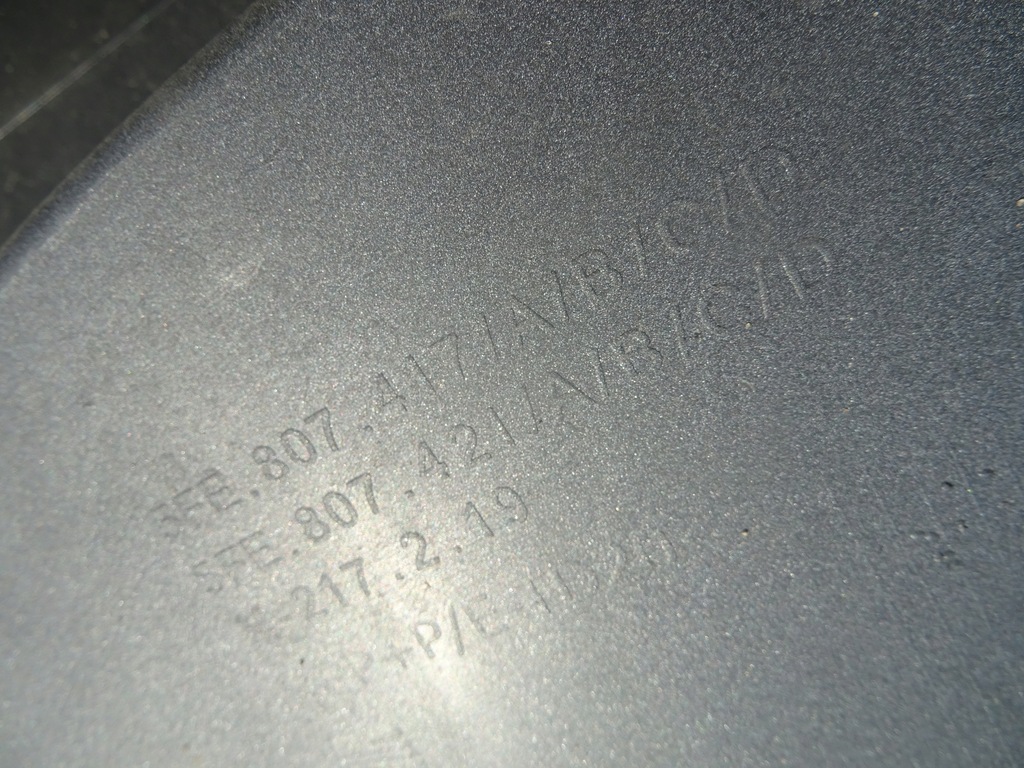 5FE.807.417/A/B/C/D
5FE.807.421/A/B/C/D
217.2.19
+P/E